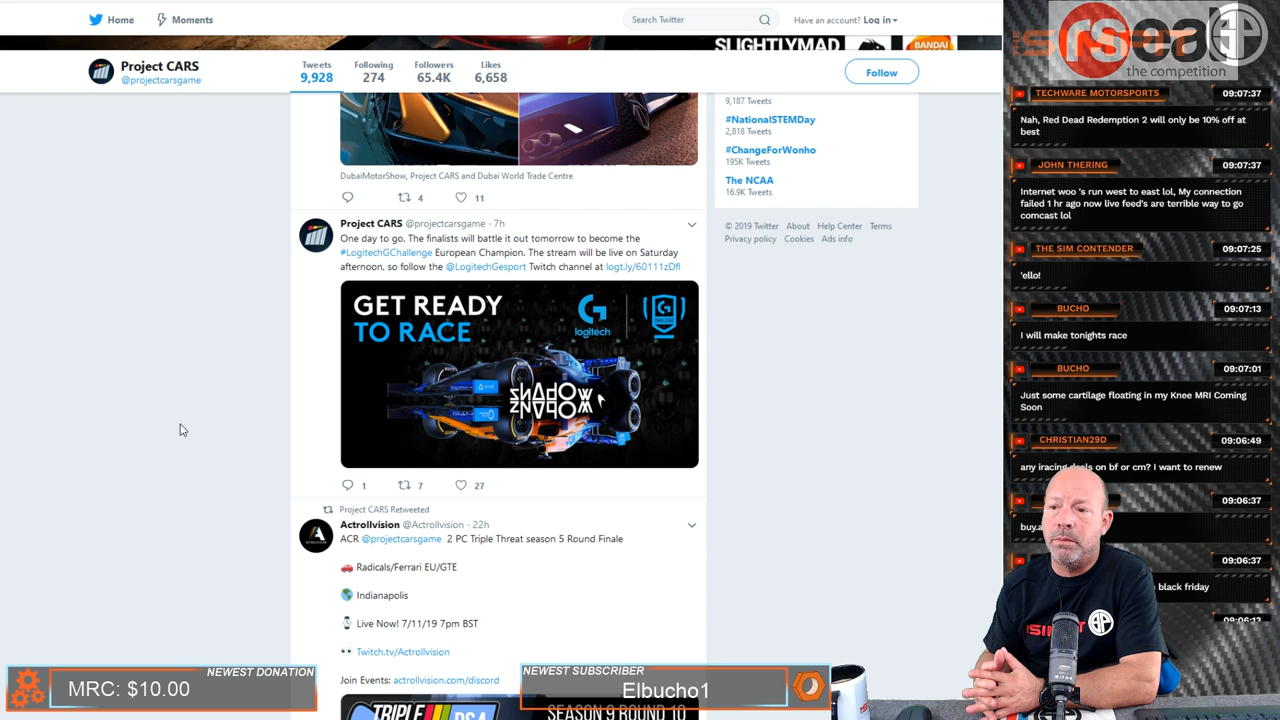 Home
Moments
Search Twitter
Have an account? Log in
SLIGHTLYMAD
BANDAI
Project CARS
@projectcarsgame
Tweets
9,928
Following
274
Followers
65.4K
Likes
6,658
Follow
DubaiMotorShow, Project CARS and Dubai World Trade Centre
4
11
9,187 Tweets
#NationalSTEMDay
2,818 Tweets
#ChangeForWonho
195K Tweets
The NCAA
16.9K Tweets
© 2019 Twitter About Help Center Terms
Privacy policy Cookies Ads info
Project CARS @projectcarsgame · 7h
One day to go. The finalists will battle it out tomorrow to become the
#LogitechGChallenge European Champion. The stream will be live on Saturday
afternoon, so follow the @LogitechGesport Twitch channel at logt.ly/60111zDfl
GET READY
TO RACE
logitech
SHADOW
1
7
27
Project CARS Retweeted
Actrollvision @Actrollvision · 22h
ACR @projectcarsgame 2 PC Triple Threat season 5 Round Finale
Radicals/Ferrari EU/GTE
Indianapolis
Live Now! 7/11/19 7pm BST
Twitch.tv/Actrollvision
Join Events: actrollvision.com/discord
TRIPLE
SEASON 9 ROUND 10
NEWEST DONATION
MRC: $10.00
NEWEST SUBSCRIBER
Elbucho1
rseat
the competition
TECHWARE MOTORSPORTS
09:07:37
Nah, Red Dead Redemption 2 will only be 10% off at
best
JOHN THERING
09:07:37
Internet woo 's run west to east lol, My connection
failed 1 hr ago now live feed's are terrible way to go
comcast lol
THE SIM CONTENDER
09:07:25
'ello!
BUCHO
09:07:13
I will make tonights race
BUCHO
09:07:01
Just some cartilage floating in my Knee MRI Coming
Soon
CHRISTIAN29D
09:06:49
any iracing deals on bf or cm? I want to renew
09:06:37
buy.a
09:06:37
black friday